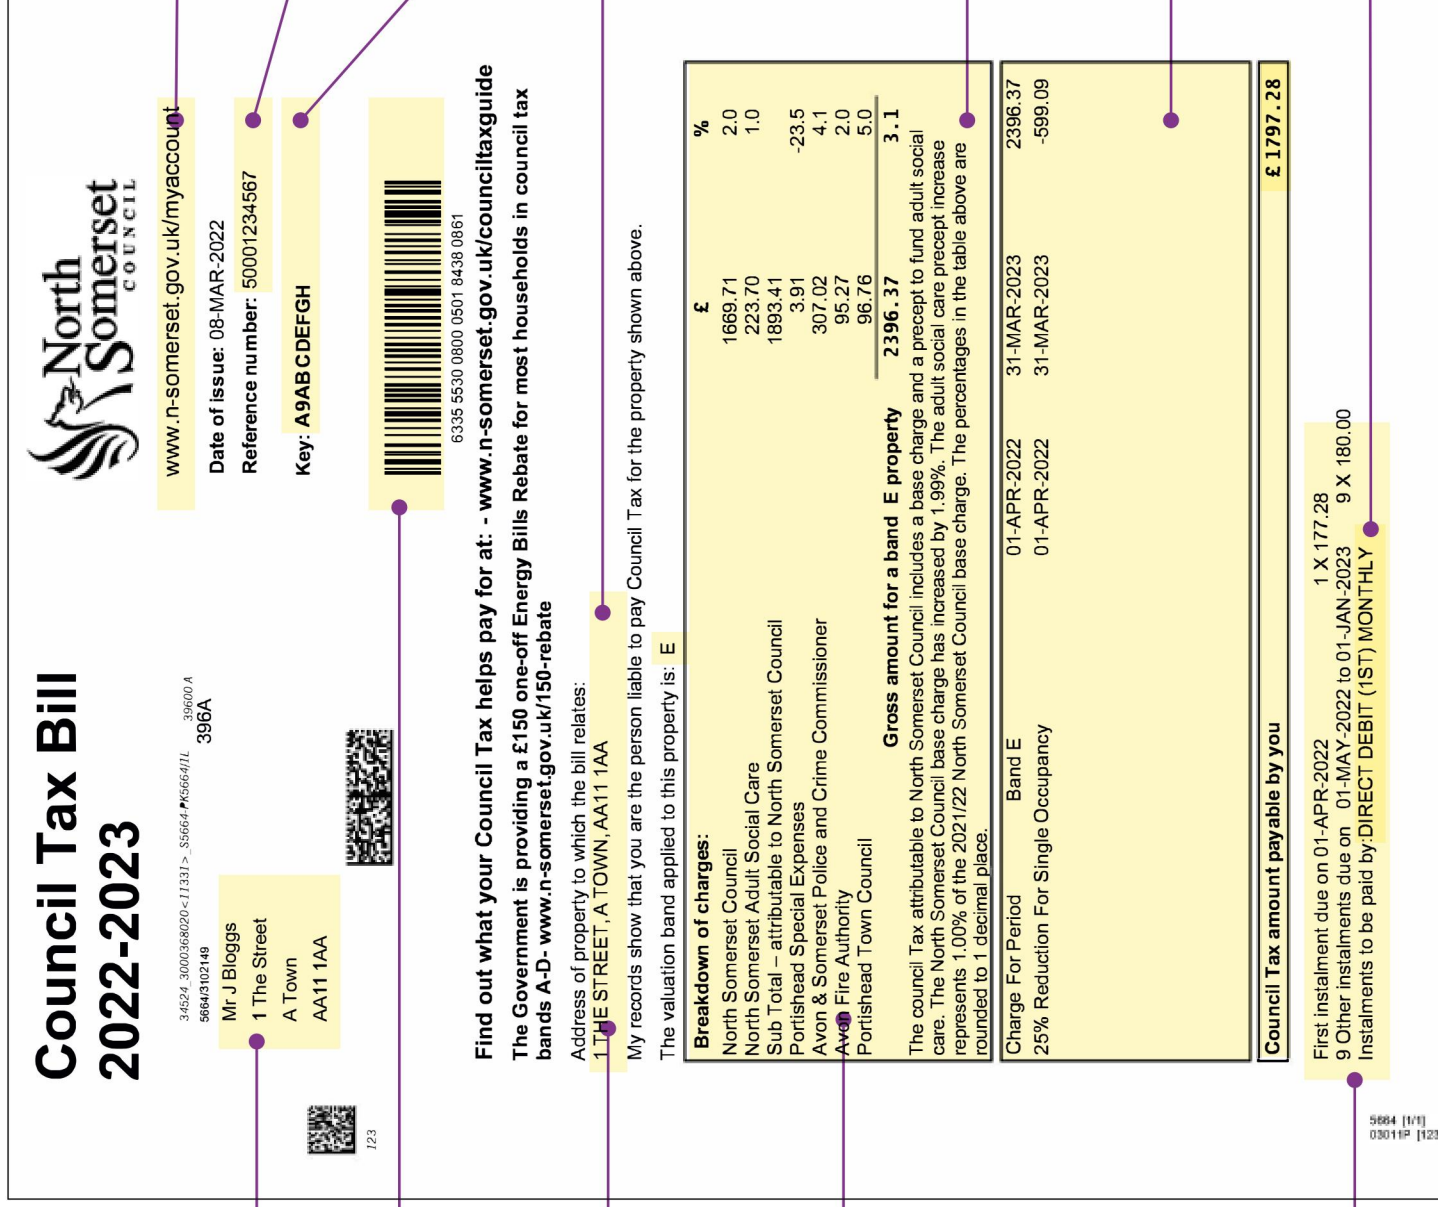 Council Tax Bill
2022-2023
North
Somerset
COUNCIL
34524_3000368020<11331>_S5664-PK5664/1L 39600 A
5664/3102149 396A
Mr J Bloggs
1 The Street
A Town
AA11 1AA
123
www.n-somerset.gov.uk/myaccount
Date of issue: 08-MAR-2022
Reference number: 50001234567
Key: A9ABCDEFGH
6335 5530 0800 0501 8438 0861
Find out what your Council Tax helps pay for at: - www.n-somerset.gov.uk/counciltaxguide
The Government is providing a £150 one-off Energy Bills Rebate for most households in council tax
bands A-D- www.n-somerset.gov.uk/150-rebate
Address of property to which the bill relates:
1 THE STREET, A TOWN, AA11 1AA
My records show that you are the person liable to pay Council Tax for the property shown above.
The valuation band applied to this property is: E
Breakdown of charges: £ %
North Somerset Council 1669.71 2.0
North Somerset Adult Social Care 223.70 1.0
Sub Total – attributable to North Somerset Council 1893.41
Portishead Special Expenses 3.91 -23.5
Avon & Somerset Police and Crime Commissioner 307.02 4.1
Avon Fire Authority 95.27 2.0
Portishead Town Council 96.76 5.0
Gross amount for a band E property 2396.37 3.1
The council Tax attributable to North Somerset Council includes a base charge and a precept to fund adult social
care. The North Somerset Council base charge has increased by 1.99%. The adult social care precept increase
represents 1.00% of the 2021/22 North Somerset Council base charge. The percentages in the table above are
rounded to 1 decimal place.
Charge For Period Band E 01-APR-2022 31-MAR-2023 2396.37
25% Reduction For Single Occupancy 01-APR-2022 31-MAR-2023 -599.09
Council Tax amount payable by you £ 1797.28
First instalment due on 01-APR-2022 1 X 177.28
9 Other instalments due on 01-MAY-2022 to 01-JAN-2023 9 X 180.00
Instalments to be paid by:DIRECT DEBIT (1ST) MONTHLY
5664 [1/1]
03011P [123